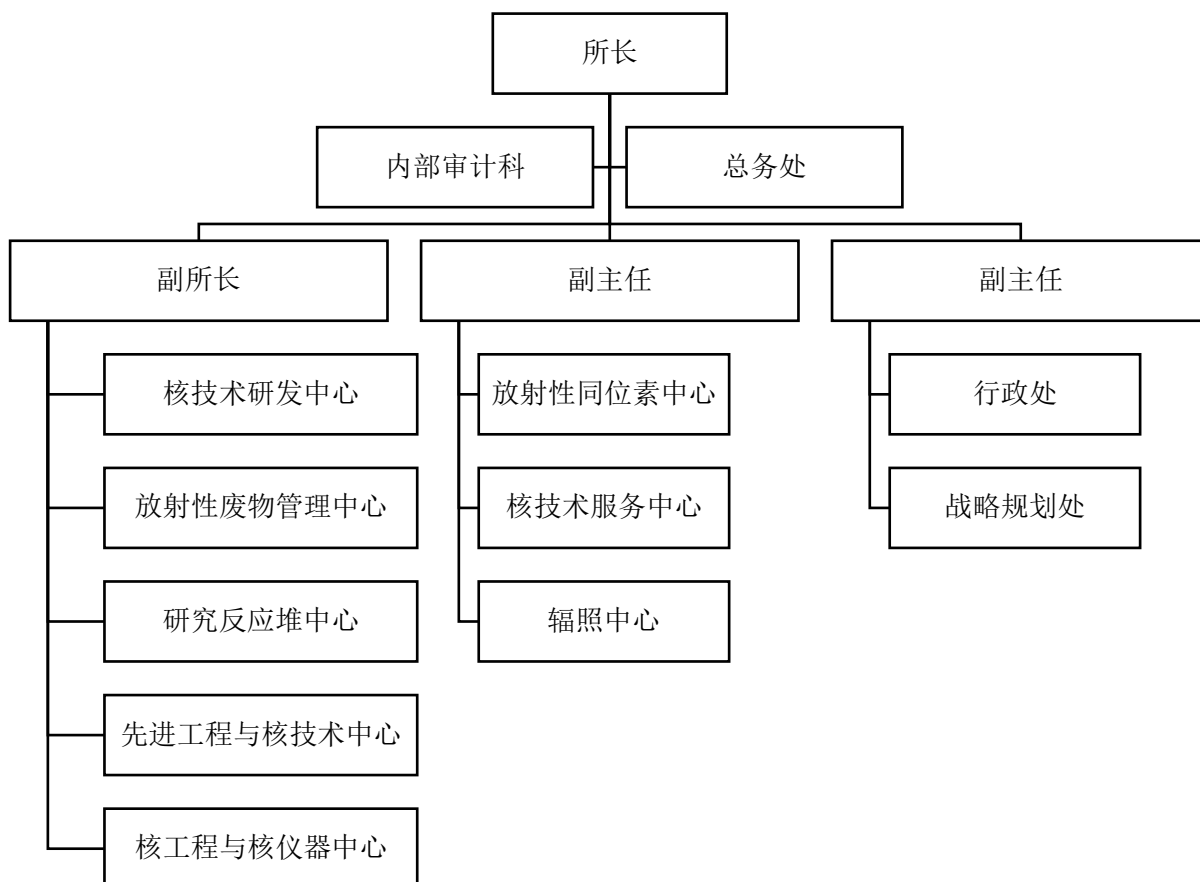 所长
内部审计科
总务处
副所长
副主任
副主任
核技术研发中心
放射性同位素中心
行政处
放射性废物管理中心
核技术服务中心
战略规划处
研究反应堆中心
辐照中心
先进工程与核技术中心
核工程与核仪器中心